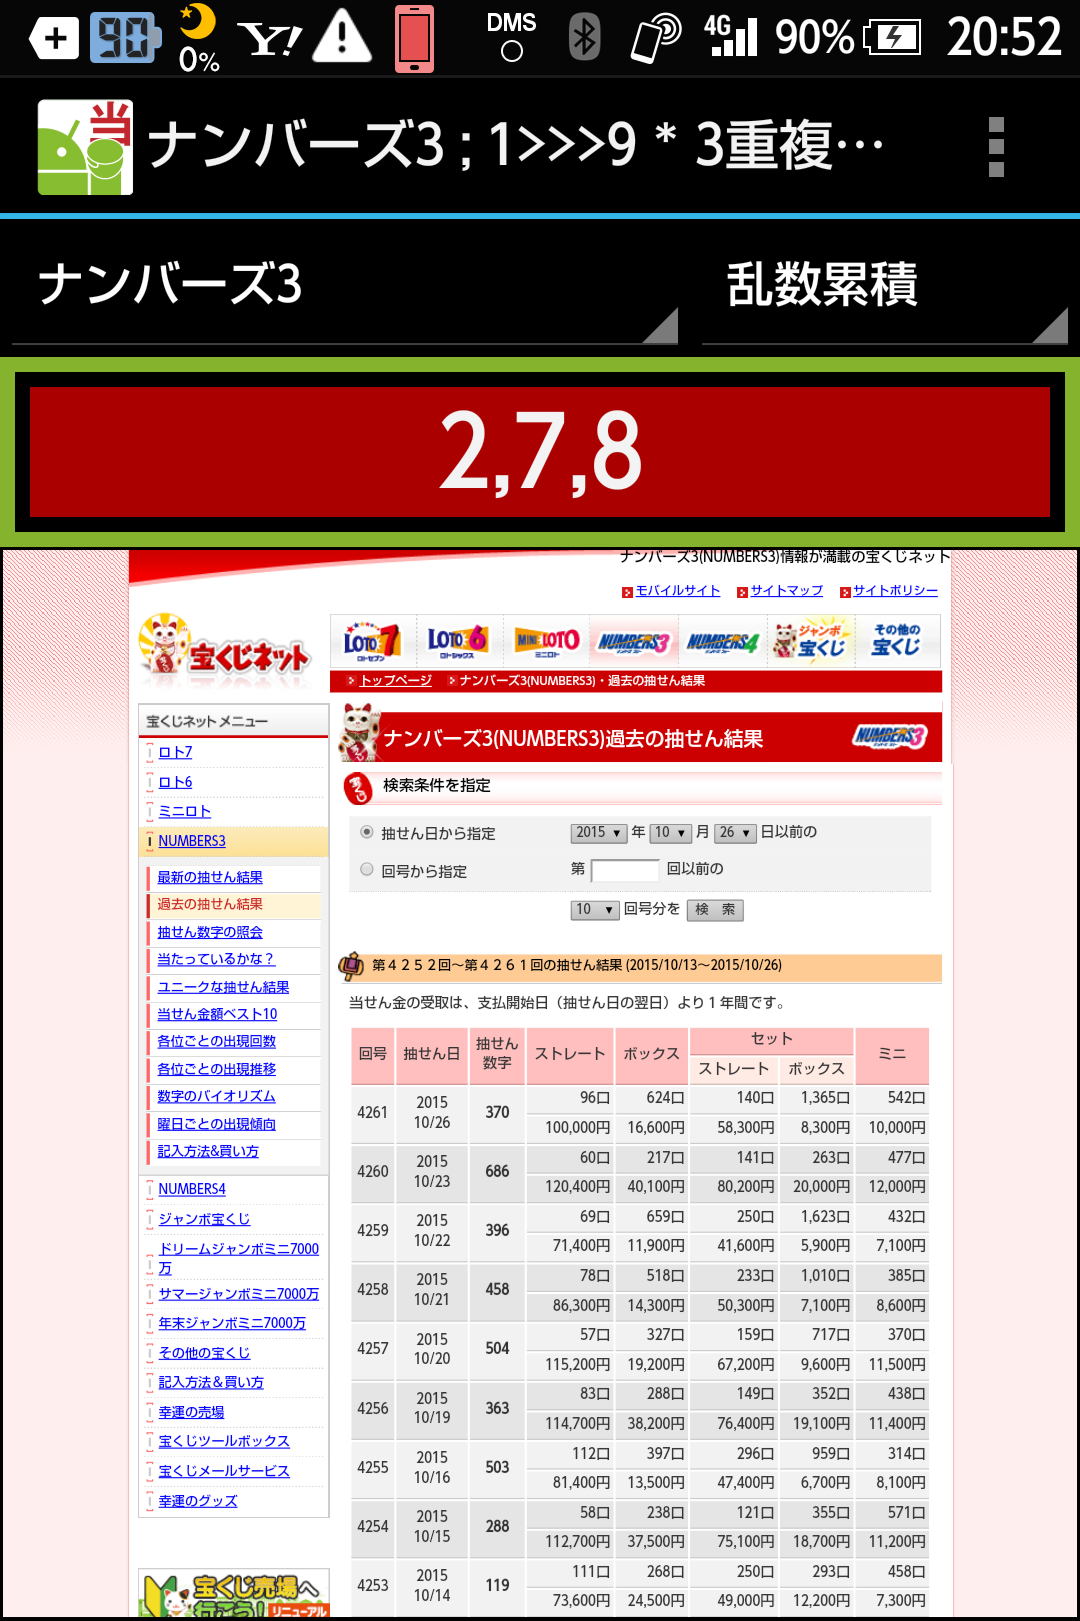 90 0% DMS 4G 90% 20:52
当 ナンバーズ3 ; 1>>>9 * 3重複…
ナンバーズ3 乱数累積
2,7,8
ナンバーズ3(NUMBERS3)情報が満載の宝くじネット
モバイルサイト サイトマップ サイトポリシー
宝くじネット
LOTO7 ロトセブン LOTO6 ロトシックス MINI LOTO ミニロト NUMBERS3 NUMBERS4 ジャンボ宝くじ その他の宝くじ
トップページ ナンバーズ3(NUMBERS3)・過去の抽せん結果
宝くじネット メニュー
ロト7
ロト6
ミニロト
NUMBERS3
最新の抽せん結果
過去の抽せん結果
抽せん数字の照会
当たっているかな？
ユニークな抽せん結果
当せん金額ベスト10
各位ごとの出現回数
各位ごとの出現推移
数字のバイオリズム
曜日ごとの出現傾向
記入方法&買い方
NUMBERS4
ジャンボ宝くじ
ドリームジャンボミニ7000
万
サマージャンボミニ7000万
年末ジャンボミニ7000万
その他の宝くじ
記入方法＆買い方
幸運の売場
宝くじツールボックス
宝くじメールサービス
幸運のグッズ
宝くじ売場へ
行こう！ リニューアル
ナンバーズ3(NUMBERS3)過去の抽せん結果 NUMBERS3
検索条件を指定
抽せん日から指定 2015 ▼ 年 10 ▼ 月 26 ▼ 日以前の
回号から指定 第 回以前の
10 ▼ 回号分を 検 索
第４２５２回～第４２６１回の抽せん結果 (2015/10/13～2015/10/26)
当せん金の受取は、支払開始日（抽せん日の翌日）より１年間です。
回号 抽せん日 抽せん数字 ストレート ボックス セット ミニ
ストレート ボックス
4261 2015 10/26 370 96口 624口 140口 1,365口 542口
100,000円 16,600円 58,300円 8,300円 10,000円
4260 2015 10/23 686 60口 217口 141口 263口 477口
120,400円 40,100円 80,200円 20,000円 12,000円
4259 2015 10/22 396 69口 659口 250口 1,623口 432口
71,400円 11,900円 41,600円 5,900円 7,100円
4258 2015 10/21 458 78口 518口 233口 1,010口 385口
86,300円 14,300円 50,300円 7,100円 8,600円
4257 2015 10/20 504 57口 327口 159口 717口 370口
115,200円 19,200円 67,200円 9,600円 11,500円
4256 2015 10/19 363 83口 288口 149口 352口 438口
114,700円 38,200円 76,400円 19,100円 11,400円
4255 2015 10/16 503 112口 397口 296口 959口 314口
81,400円 13,500円 47,400円 6,700円 8,100円
4254 2015 10/15 288 58口 238口 121口 355口 571口
112,700円 37,500円 75,100円 18,700円 11,200円
4253 2015 10/14 119 111口 268口 250口 293口 458口
73,600円 24,500円 49,000円 12,200円 7,300円